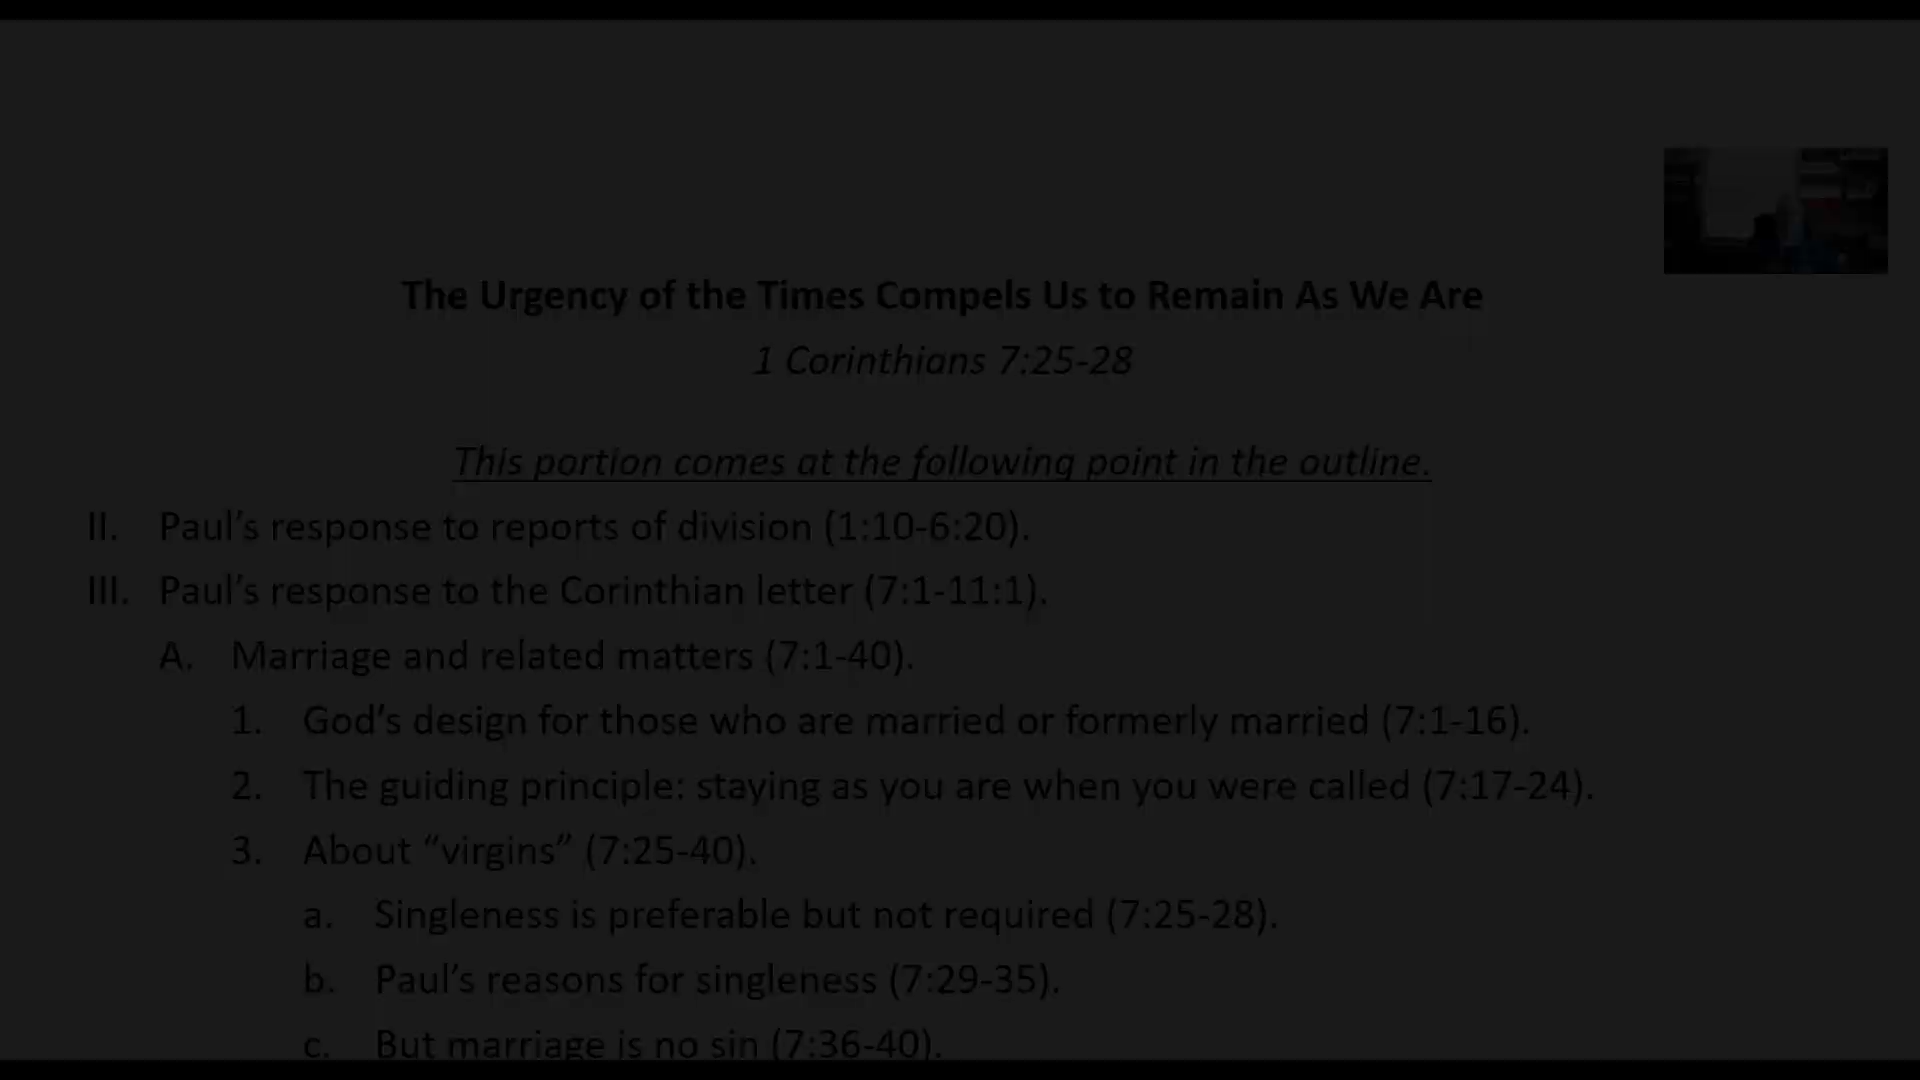 The Urgency of the Times Compels Us to Remain As We Are
1 Corinthians 7:25-28
This portion comes at the following point in the outline.
II. Paul’s response to reports of division (1:10-6:20).
III. Paul’s response to the Corinthian letter (7:1-11:1).
A. Marriage and related matters (7:1-40).
1. God’s design for those who are married or formerly married (7:1-16).
2. The guiding principle: staying as you are when you were called (7:17-24).
3. About “virgins” (7:25-40).
a. Singleness is preferable but not required (7:25-28).
b. Paul’s reasons for singleness (7:29-35).
c. But marriage is no sin (7:36-40).